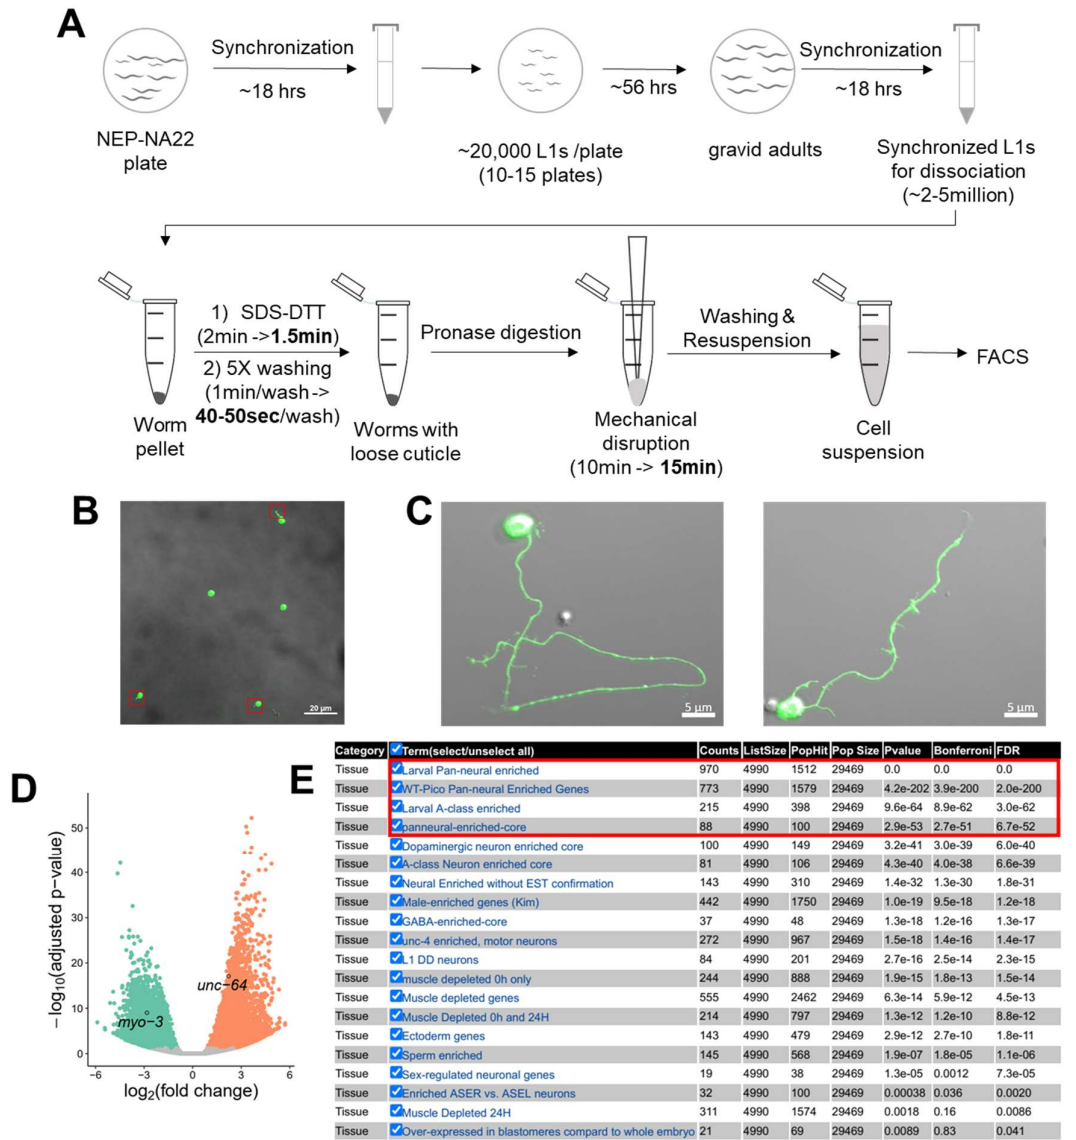 A
Synchronization
~18 hrs
~56 hrs
Synchronization
~18 hrs
NEP-NA22
plate
~20,000 L1s /plate
(10-15 plates)
gravid adults
Synchronized L1s
for dissociation
(~2-5million)
1) SDS-DTT
(2min ->1.5min)
2) 5X washing
(1min/wash ->
40-50sec/wash)
Pronase digestion
Washing &
Resuspension
FACS
Worm
pellet
Worms with
loose cuticle
Mechanical
disruption
(10min -> 15min)
Cell
suspension
B
20 µm
C
5 µm
5 µm
D
−log10(adjusted p-value)
50
40
30
20
10
0
unc−64
myo−3
−6 −3 0 3 6
log2(fold change)
E
Category Term(select/unselect all) Counts ListSize PopHit Pop Size Pvalue Bonferroni FDR
Tissue Larval Pan-neural enriched 970 4990 1512 29469 0.0 0.0 0.0
Tissue WT-Pico Pan-neural Enriched Genes 773 4990 1579 29469 4.2e-202 3.9e-200 2.0e-200
Tissue Larval A-class enriched 215 4990 398 29469 9.6e-64 8.9e-62 3.0e-62
Tissue panneural-enriched-core 88 4990 100 29469 2.9e-53 2.7e-51 6.7e-52
Tissue Dopaminergic neuron enriched core 100 4990 149 29469 3.2e-41 3.0e-39 6.0e-40
Tissue A-class Neuron enriched core 81 4990 106 29469 4.3e-40 4.0e-38 6.6e-39
Tissue Neural Enriched without EST confirmation 143 4990 310 29469 1.4e-32 1.3e-30 1.8e-31
Tissue Male-enriched genes (Kim) 442 4990 1750 29469 1.0e-19 9.5e-18 1.2e-18
Tissue GABA-enriched-core 37 4990 48 29469 1.3e-18 1.2e-16 1.3e-17
Tissue unc-4 enriched, motor neurons 272 4990 967 29469 1.5e-18 1.4e-16 1.4e-17
Tissue L1 DD neurons 84 4990 201 29469 2.7e-16 2.5e-14 2.3e-15
Tissue muscle depeleted 0h only 244 4990 888 29469 1.9e-15 1.8e-13 1.5e-14
Tissue Muscle depleted genes 555 4990 2462 29469 6.3e-14 5.9e-12 4.5e-13
Tissue Muscle Depleted 0h and 24H 214 4990 797 29469 1.3e-12 1.2e-10 8.8e-12
Tissue Ectoderm genes 143 4990 479 29469 2.9e-12 2.7e-10 1.8e-11
Tissue Sperm enriched 145 4990 568 29469 1.9e-07 1.8e-05 1.1e-06
Tissue Sex-regulated neuronal genes 19 4990 38 29469 1.3e-05 0.0012 7.3e-05
Tissue Enriched ASER vs. ASEL neurons 32 4990 100 29469 0.00038 0.036 0.0020
Tissue Muscle Depleted 24H 311 4990 1574 29469 0.0018 0.16 0.0086
Tissue Over-expressed in blastomeres compard to whole embryo 21 4990 69 29469 0.0089 0.83 0.041